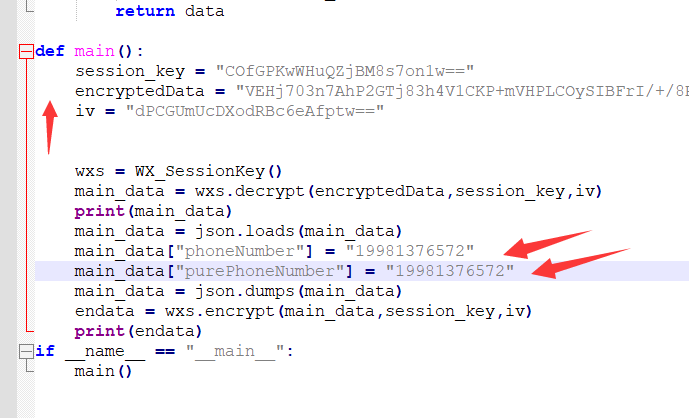 return data
def main():
session_key = "COfGPKwWHuQZjBM8s7on1w=="
encryptedData = "VEHj703n7AhP2GTj83h4V1CKP+mVHPLCOySIBFrI/+/8
iv = "dPCGUmUcDXodRBc6eAfptw=="
wxs = WX_SessionKey()
main_data = wxs.decrypt(encryptedData,session_key,iv)
print(main_data)
main_data = json.loads(main_data)
main_data["phoneNumber"] = "19981376572"
main_data["purePhoneNumber"] = "19981376572"
main_data = json.dumps(main_data)
endata = wxs.encrypt(main_data,session_key,iv)
print(endata)
if __name__ == "__main__":
main()